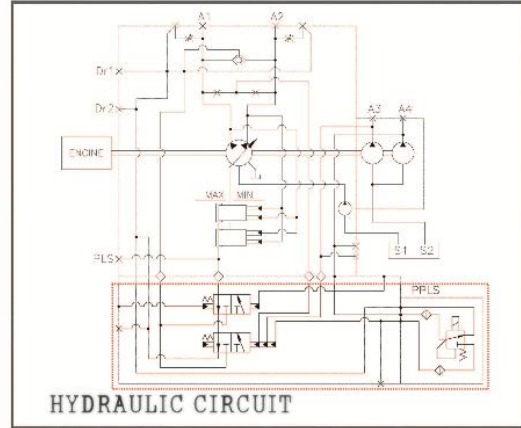 A1 A2
Dr1
Dr2
A3 A4
ENGINE
MAX MIN
S1 S2
PLS
PPLS
HYDRAULIC CIRCUIT